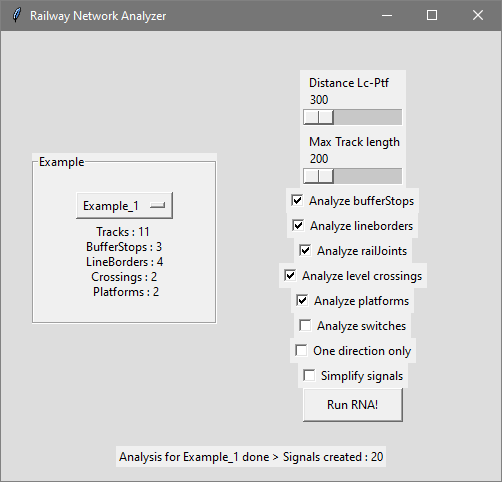 Railway Network Analyzer
Example
Example_1
Tracks : 11
BufferStops : 3
LineBorders : 4
Crossings : 2
Platforms : 2
Distance Lc-Ptf
300
Max Track length
200
Analyze bufferStops
Analyze lineborders
Analyze railJoints
Analyze level crossings
Analyze platforms
Analyze switches
One direction only
Simplify signals
Run RNA!
Analysis for Example_1 done > Signals created : 20